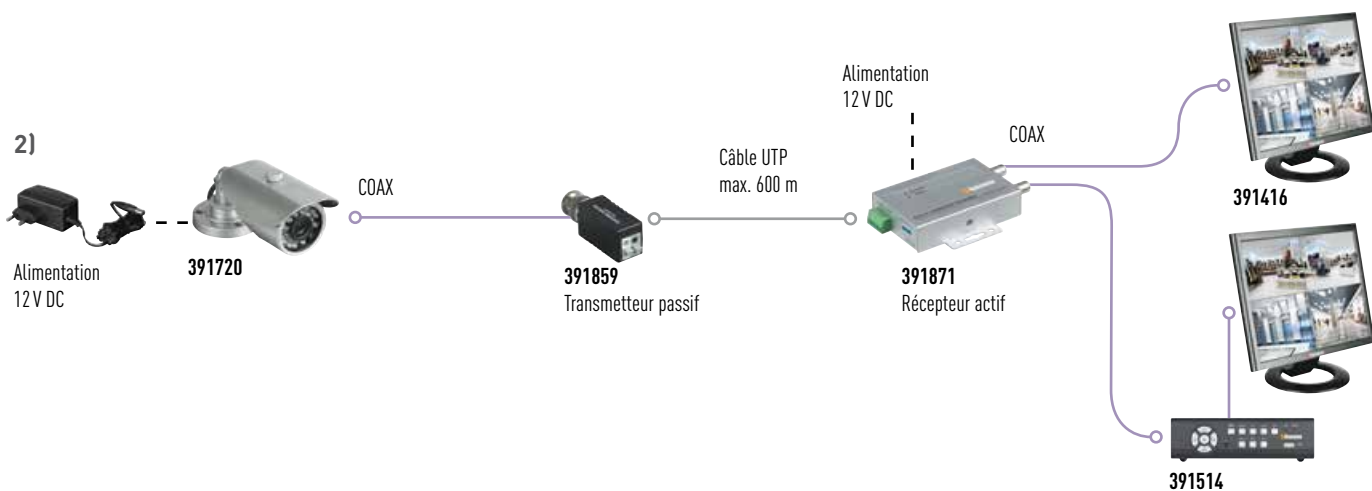 2)
Alimentation
12 V DC
391720
COAX
391859
Transmetteur passif
Câble UTP
max. 600 m
Alimentation
12 V DC
391871
Récepteur actif
COAX
391416
391514